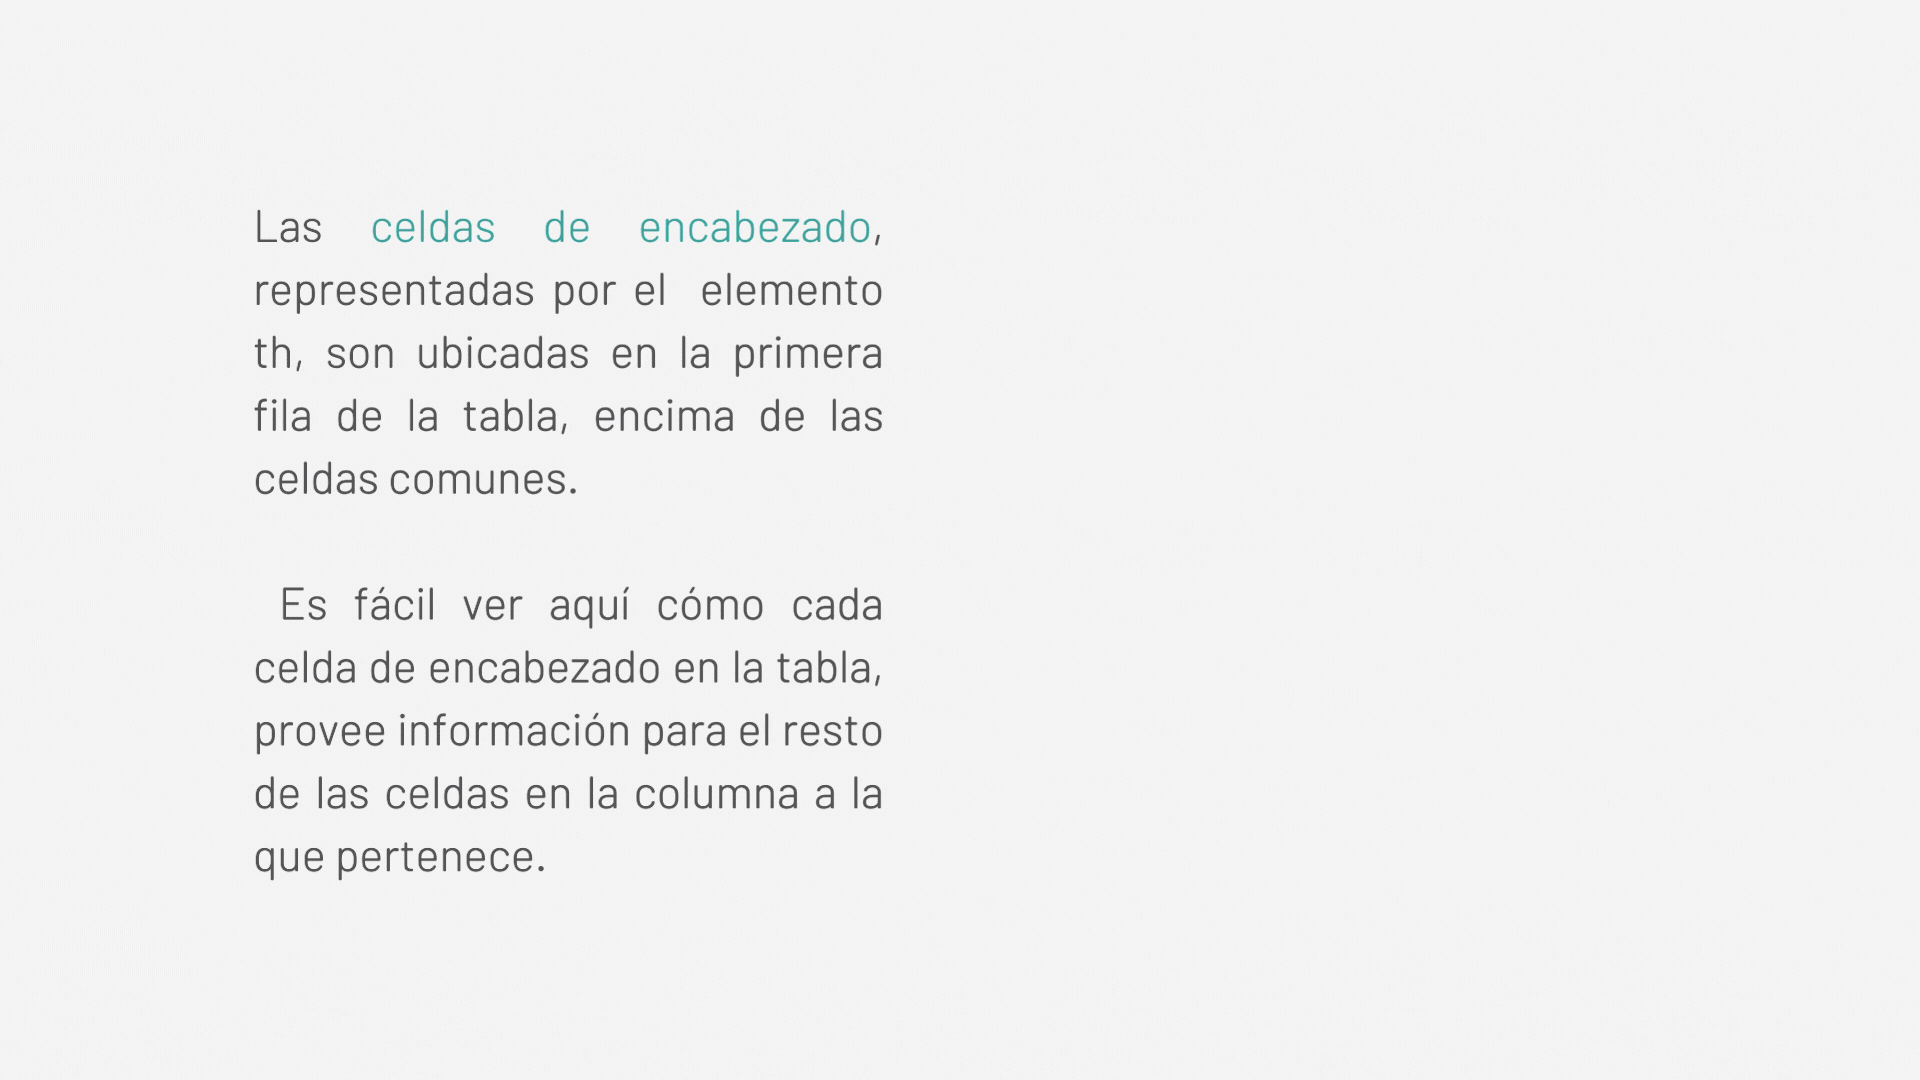 Las celdas de encabezado,
representadas por el elemento
th, son ubicadas en la primera
fila de la tabla, encima de las
celdas comunes.
Es fácil ver aquí cómo cada
celda de encabezado en la tabla,
provee información para el resto
de las celdas en la columna a la
que pertenece.